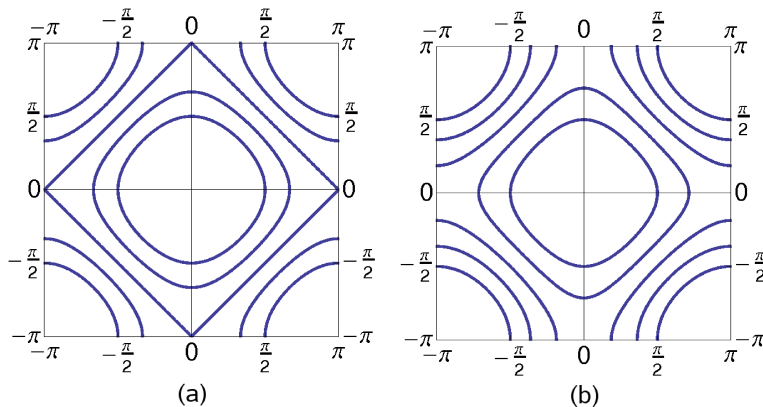 −π −π/2 0 π/2 π −π −π/2 0 π/2 π
π π π π
π/2 π/2 π/2 π/2
0 0 0 0
−π/2 −π/2 −π/2 −π/2
−π −π −π −π
−π −π/2 0 π/2 π −π −π/2 0 π/2 π
(a) (b)